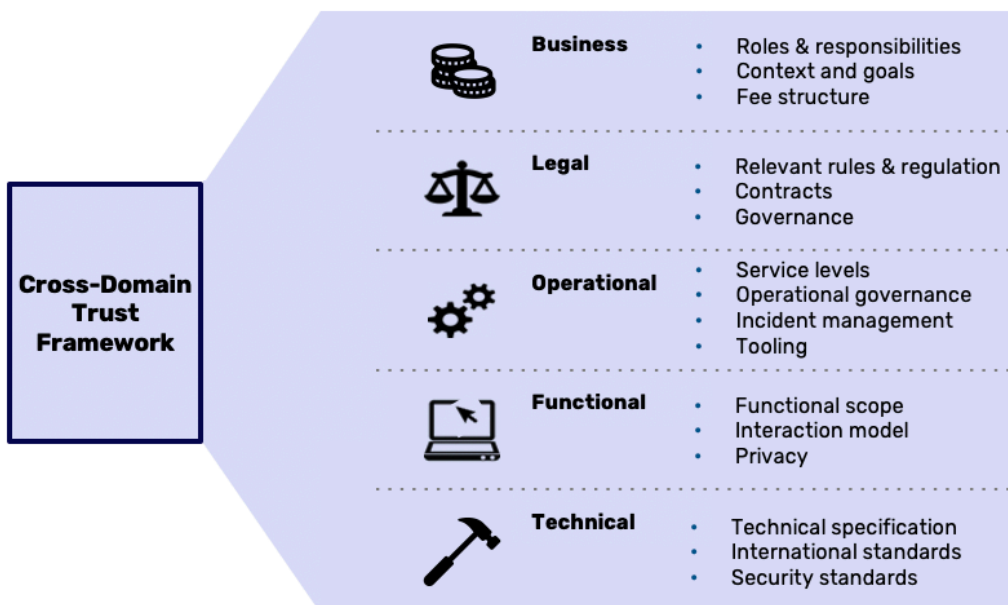 Cross-Domain
Trust
Framework
Business
• Roles & responsibilities
• Context and goals
• Fee structure
Legal
• Relevant rules & regulation
• Contracts
• Governance
Operational
• Service levels
• Operational governance
• Incident management
• Tooling
Functional
• Functional scope
• Interaction model
• Privacy
Technical
• Technical specification
• International standards
• Security standards